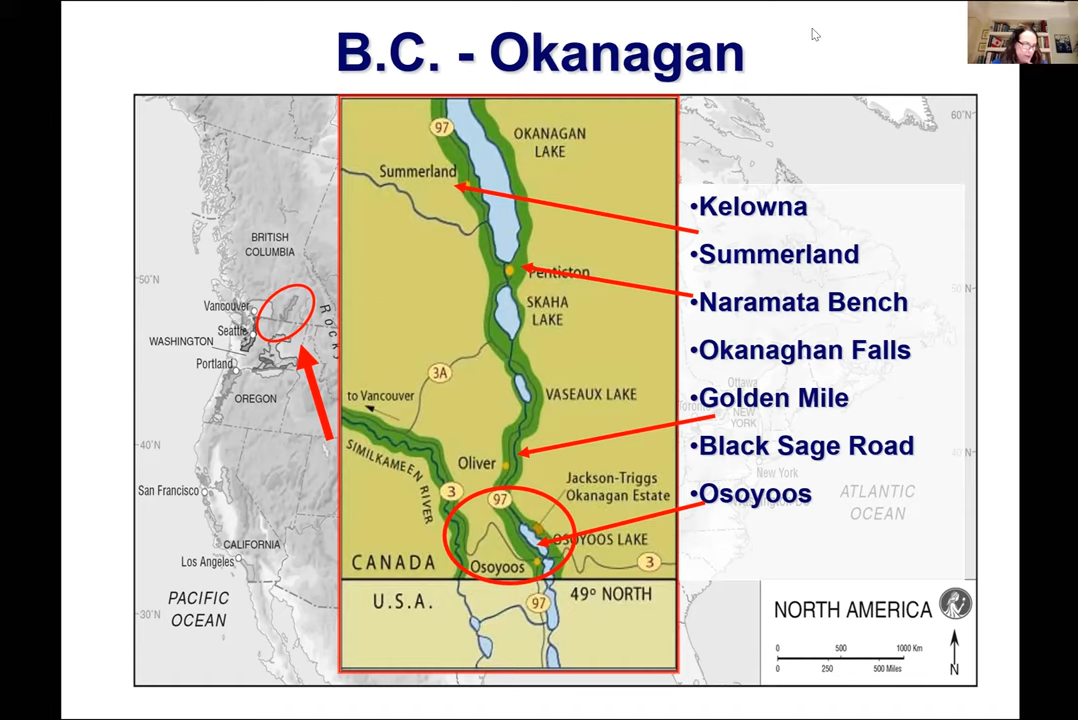 B.C. - Okanagan
60°N
97
OKANAGAN
LAKE
Summerland
•Kelowna
•Summerland
BRITISH
COLUMBIA
50°N
Penticton
•Naramata Bench
Vancouver
SKAHA
LAKE
Seattle
WASHINGTON
•Okanaghan Falls
Portland
3A
Ottawa
OREGON
to Vancouver
VASEAUX LAKE
•Golden Mile
NEW
YORK
40°N
SIMILKAMEEN
RIVER
Oliver
•Black Sage Road
New York
San Francisco
3
97
Jackson-Triggs
Okanagan Estate
•Osoyoos
ATLANTIC
OCEAN
CALIFORNIA
Los Angeles
OSOYOOS LAKE
CANADA
Osoyoos
3
PACIFIC
OCEAN
U.S.A.
97
49º NORTH
30°N
NORTH AMERICA
0 500 1000 Km
0 250 500 Miles
N